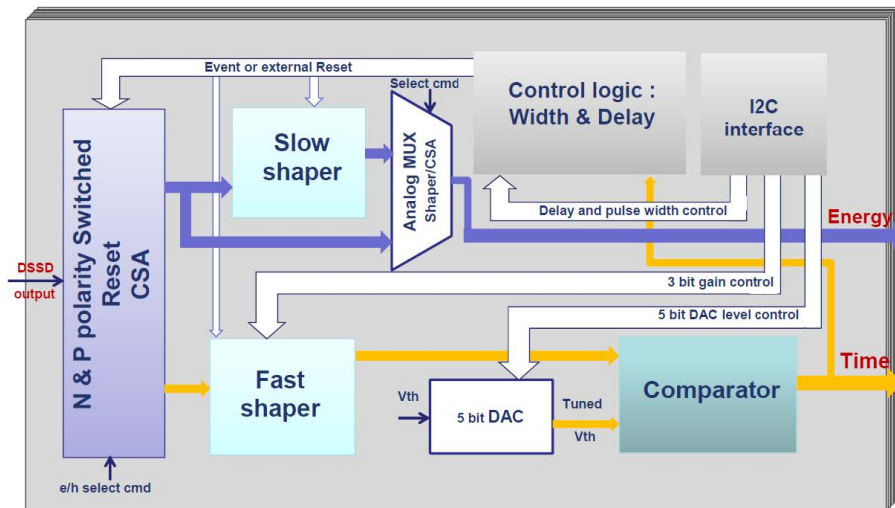 Event or external Reset
Select cmd
Control logic :
Width & Delay
I2C
interface
Slow
shaper
Analog MUX
Shaper/CSA
N & P polarity Switched
Reset
CSA
Delay and pulse width control
Energy
DSSD
output
3 bit gain control
5 bit DAC level control
Fast
shaper
Time
Vth
5 bit DAC
Tuned
Vth
Comparator
e/h select cmd